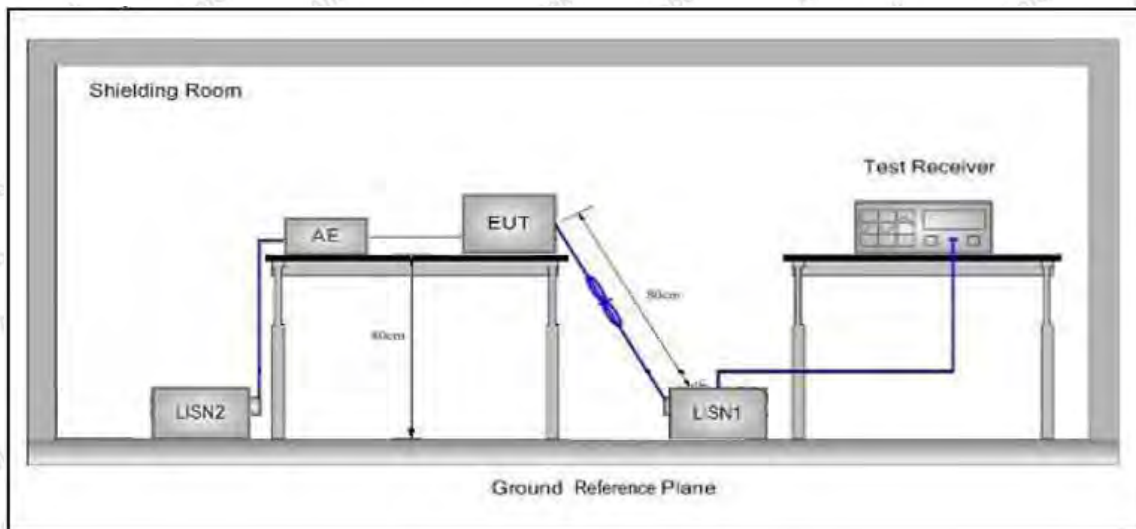 Shielding Room
Test Receiver
EUT
AE
80cm
80cm
LISN2
LISN1
Ground Reference Plane